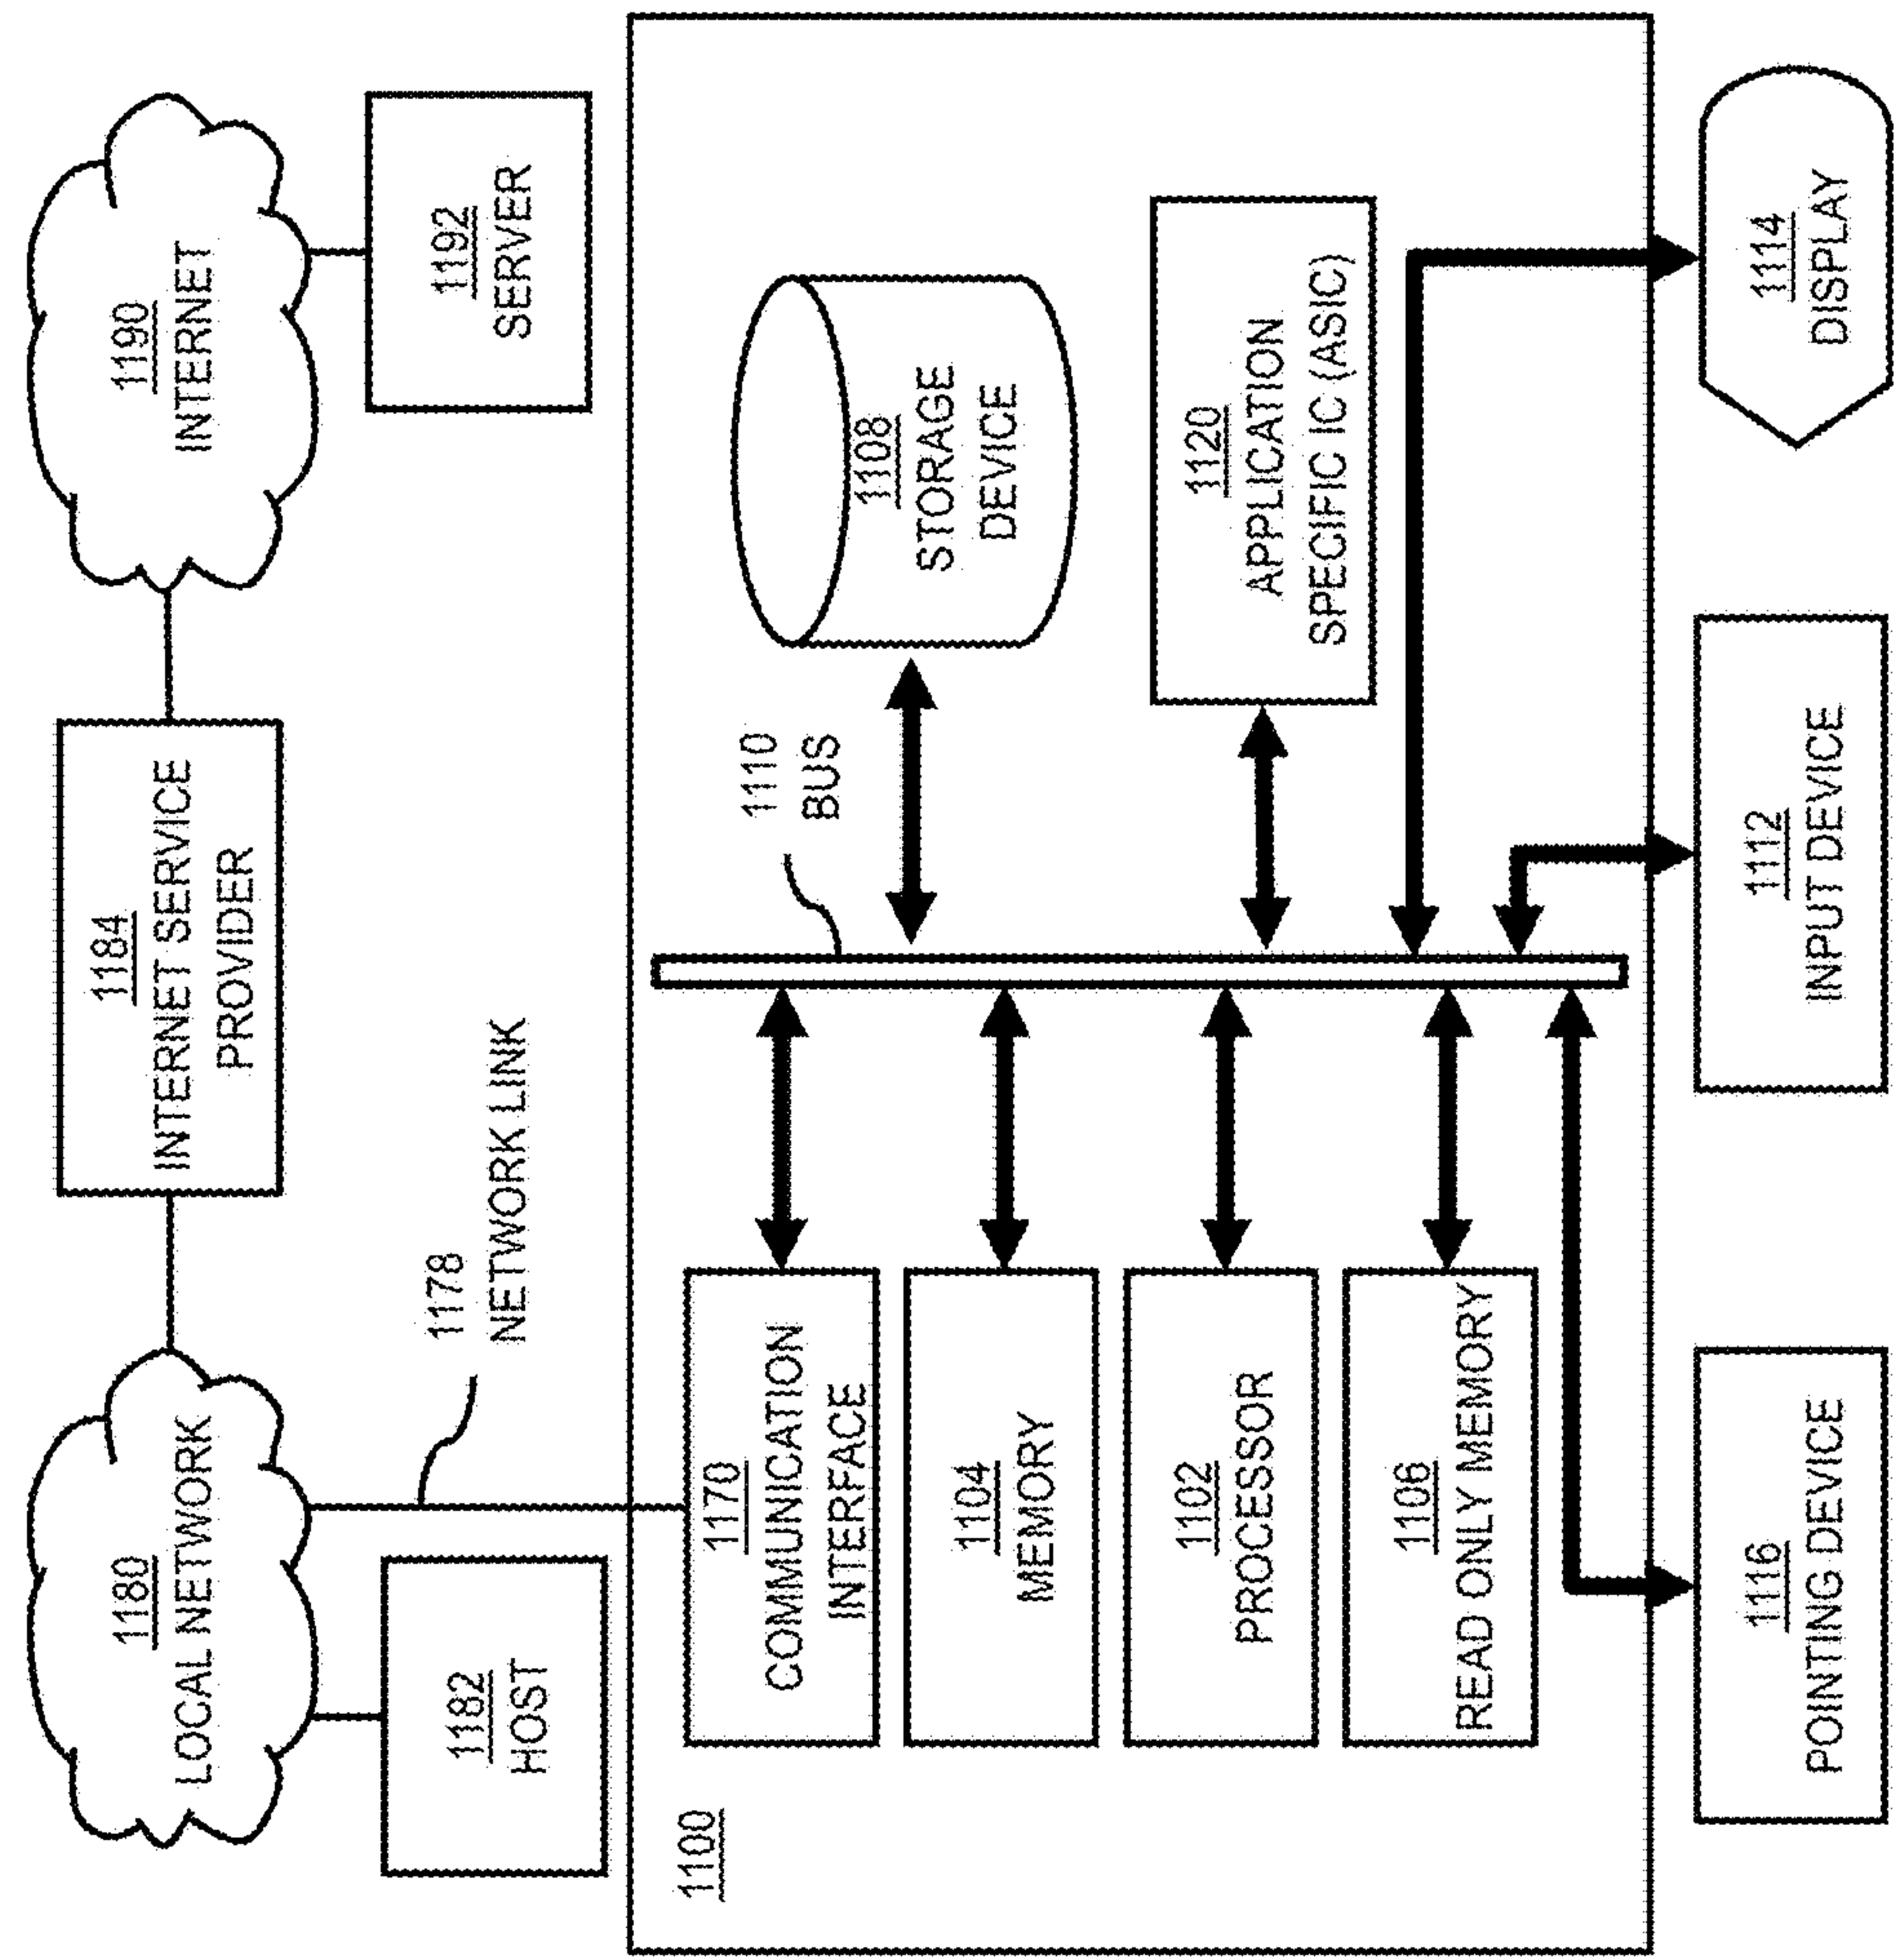 1180
LOCAL NETWORK
1184
INTERNET SERVICE
PROVIDER
1190
INTERNET
1182
HOST
1178
NETWORK LINK
1192
SERVER
1100
1170
COMMUNICATION
INTERFACE
1110
BUS
1108
STORAGE
DEVICE
1104
MEMORY
1102
PROCESSOR
1120
APPLICATION
SPECIFIC IC (ASIC)
1106
READ ONLY MEMORY
1116
POINTING DEVICE
1112
INPUT DEVICE
1114
DISPLAY